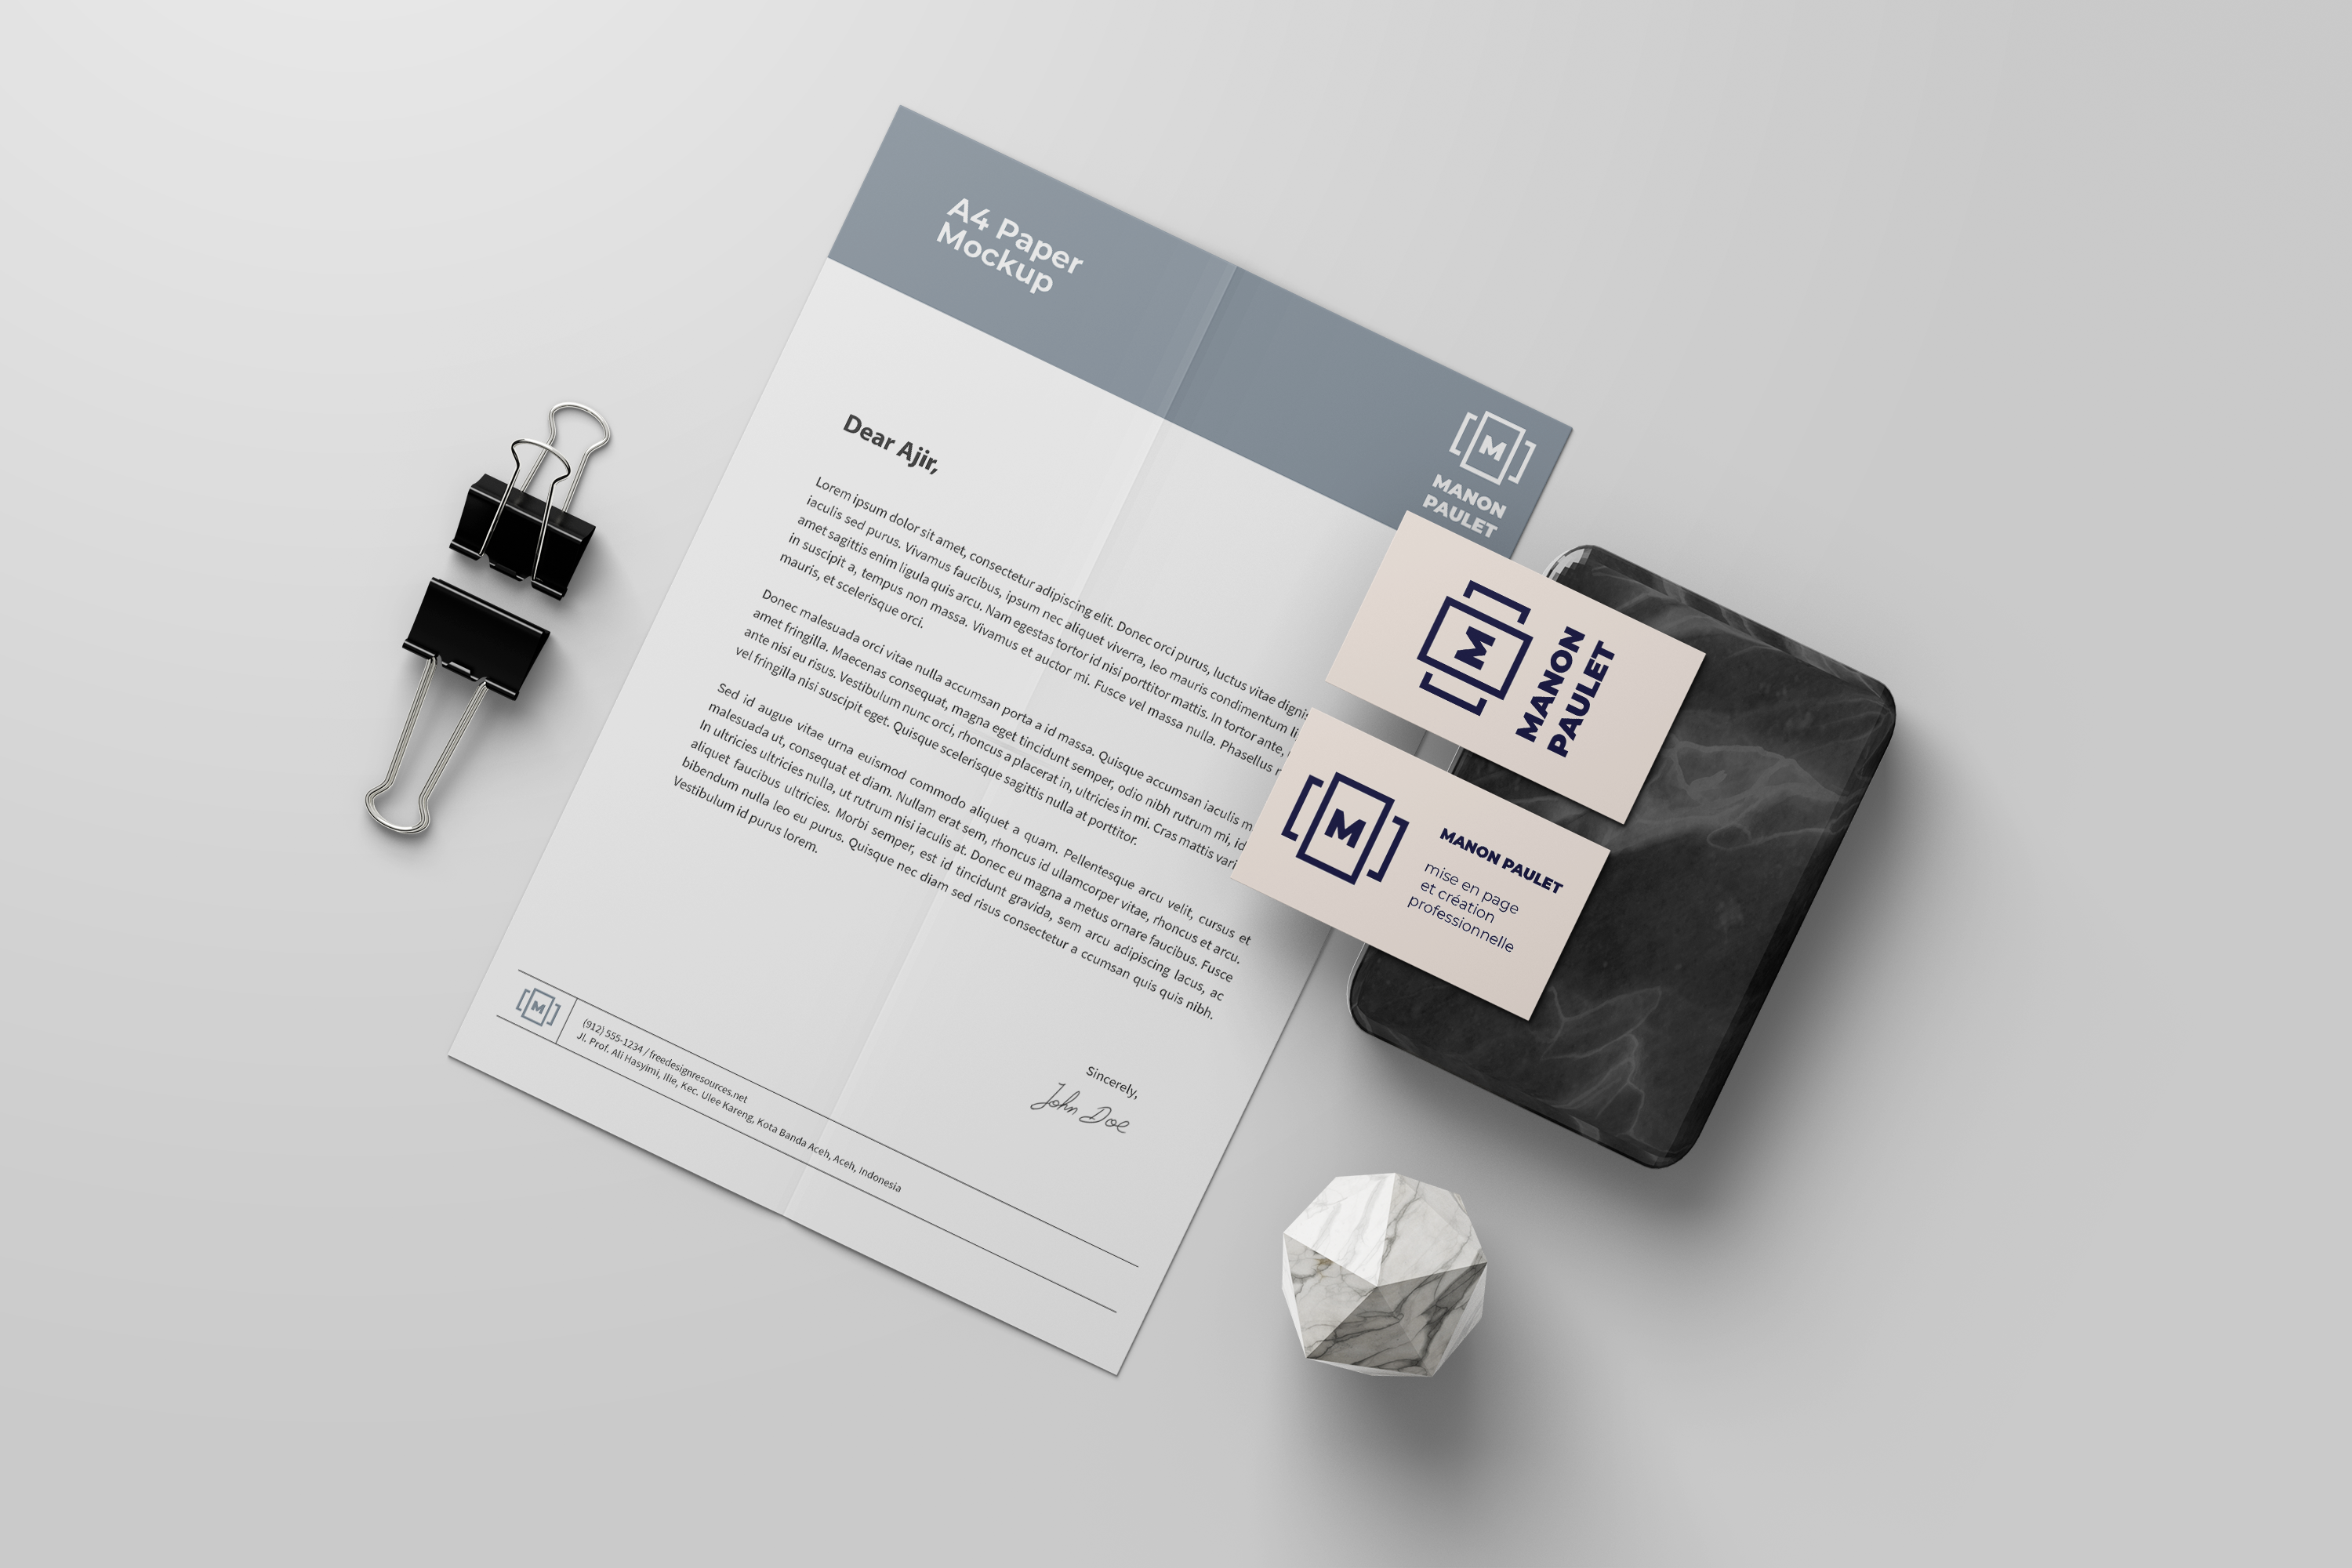 A4 Paper
Mockup
M
MANON
PAULET
Dear Ajir,
Lorem ipsum dolor sit amet, consectetur adipiscing elit. Donec orci purus, luctus vitae
iaculis sed purus. Vivamus faucibus, ipsum nec aliquet viverra, leo mauris condimentum
amet sagittis enim ligula quis arcu. Nam egestas tortor id nisi porttitor mattis. In tortor ante,
in suscipit a, tempus non massa. Vivamus et auctor mi. Fusce vel massa nulla. Phasellus
mauris, et scelerisque orci.
Donec malesuada orci vitae nulla accumsan porta a id massa. Quisque accumsan iaculis
amet fringilla. Maecenas consequat, magna eget tincidunt semper, odio nibh rutrum mi, id
ante nisi eu risus. Vestibulum nunc orci, rhoncus a placerat in, ultricies in mi. Cras mattis
vel fringilla nisi suscipit eget. Quisque scelerisque sagittis nulla at porttitor.
Sed id augue vitae urna euismod commodo aliquet a quam. Pellentesque arcu velit, cursus et
malesuada ut, consequat et diam. Nullam erat sem, rhoncus id ullamcorper vitae, rhoncus et arcu.
In ultricies ultricies nulla, ut rutrum nisi iaculis at. Donec eu magna a metus ornare faucibus. Fusce
aliquet faucibus ultricies. Morbi semper, est id tincidunt gravida, sem arcu adipiscing lacus, ac
bibendum nulla leo eu purus. Quisque nec diam sed risus consectetur a ccumsan quis quis nibh.
Vestibulum id purus lorem.
Sincerely,
John Doe
M
(912) 555-1234 / freedesignresources.net
Jl. Prof. Ali Hasyimi, Ilie, Kec. Ulee Kareng, Kota Banda Aceh, Aceh, Indonesia
M
MANON
PAULET
M
MANON PAULET
mise en page
et création
professionnelle